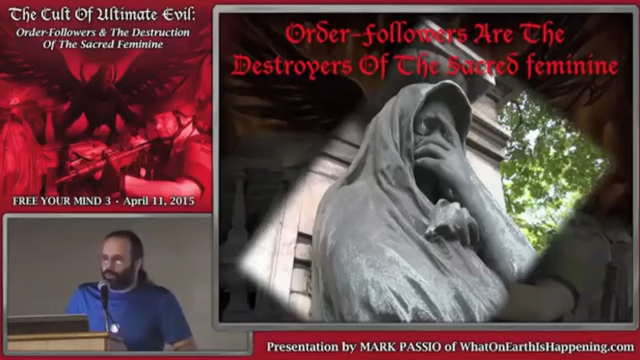 The Cult Of Ultimate Evil:
Order-Followers & The Destruction
Of The Sacred Feminine
FREE YOUR MIND 3 • April 11, 2015
Order-Followers Are The
Destroyers Of The Sacred feminine
Presentation by MARK PASSIO of WhatOnEarthIsHappening.com